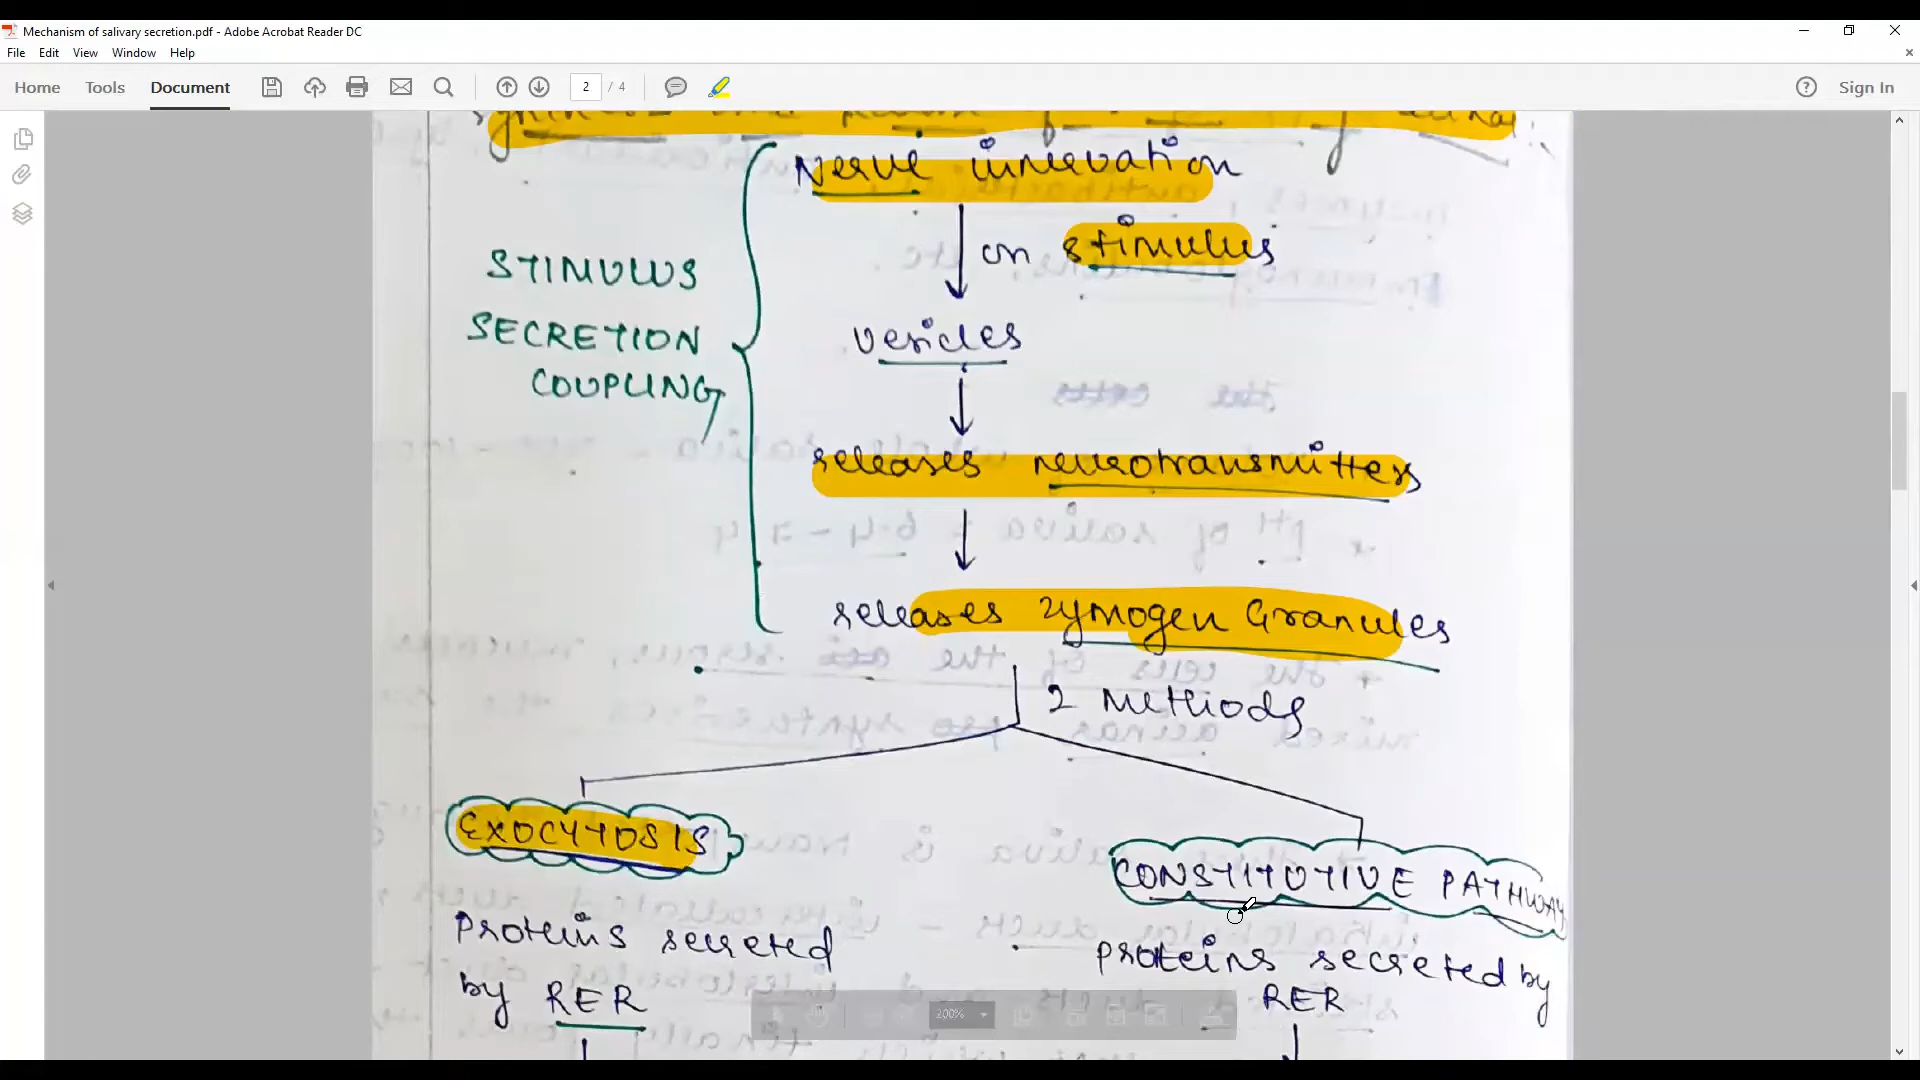 Mechanism of salivary secretion.pdf - Adobe Acrobat Reader DC
File Edit View Window Help
Home Tools Document 2 / 4 Sign In
Nerve innervation
on stimulus
STIMULUS
SECRETION
COUPLING
vesicles
releases neurotransmitters
releases zymogen Granules
2 Methods
EXOCYTOSIS
CONSTITUTIVE PATHWAY
Proteins secreted
by RER
proteins secreted by
RER
200%